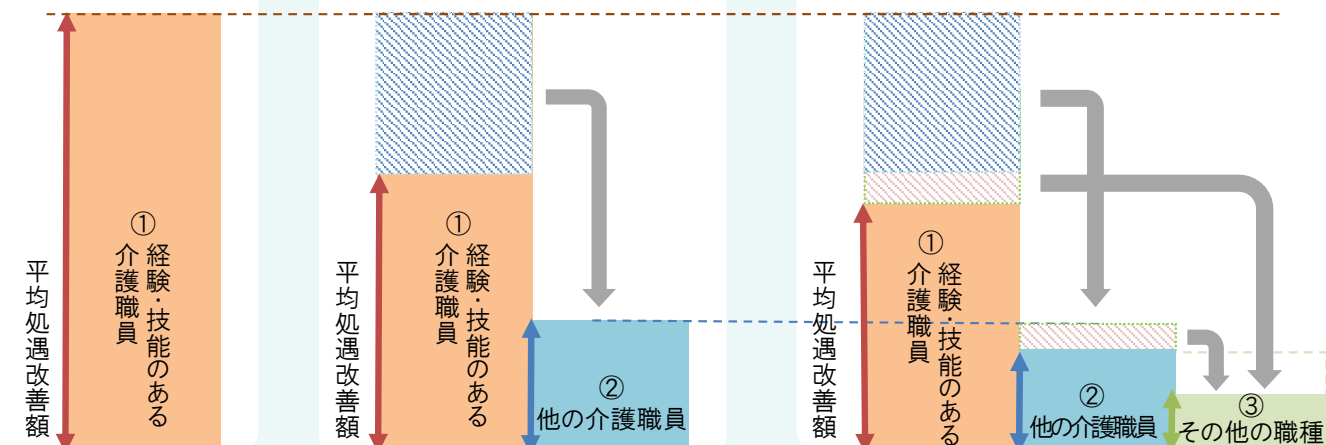 平均処遇改善額
①
経験・技能のある
介護職員
平均処遇改善額
①
経験・技能のある
介護職員
②
他の介護職員
平均処遇改善額
①
経験・技能のある
介護職員
②
他の介護職員
③
その他の職種